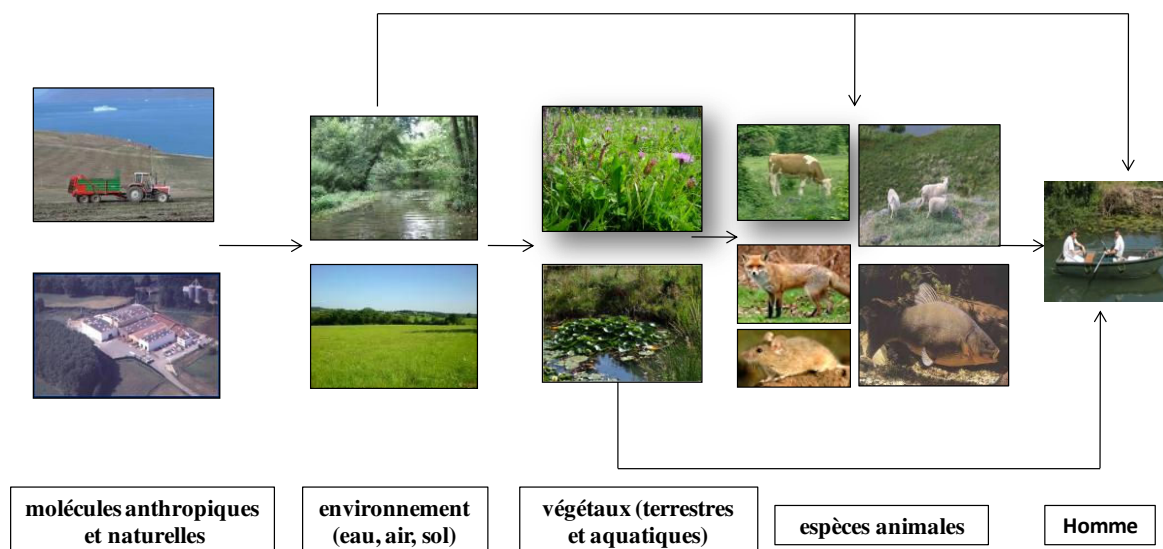 molécules anthropiques
et naturelles
environnement
(eau, air, sol)
végétaux (terrestres
et aquatiques)
espèces animales
Homme